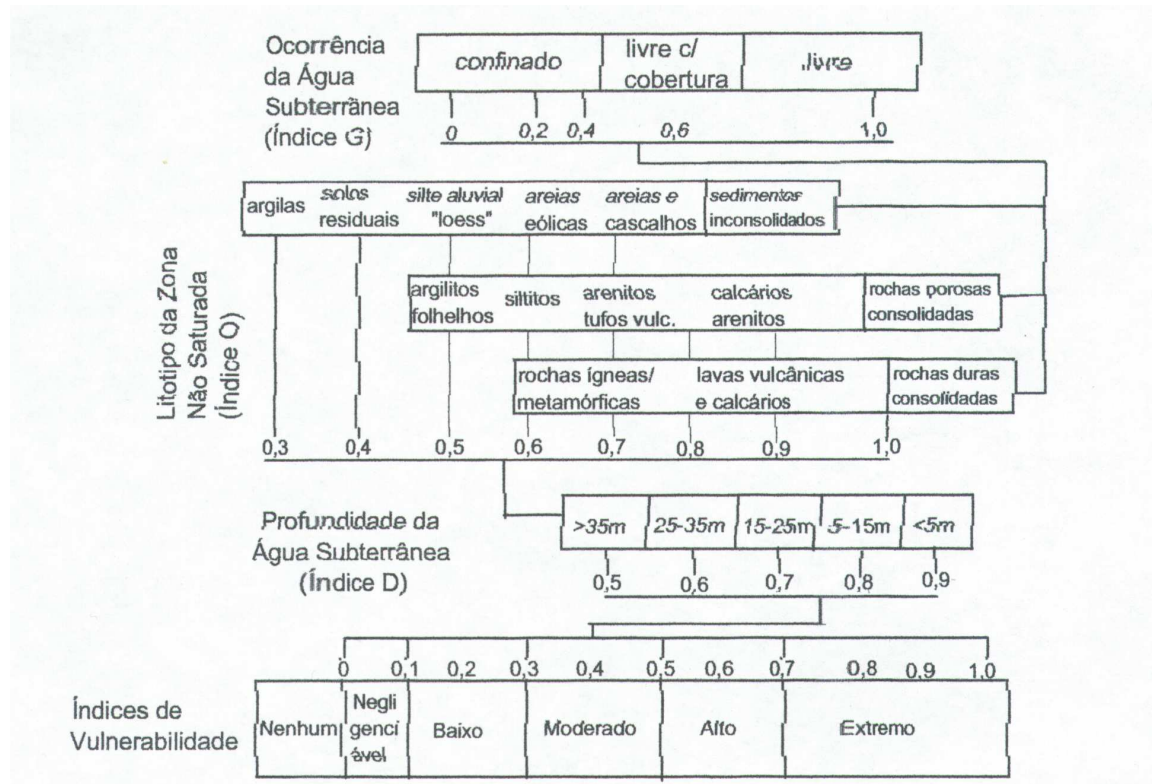 Ocorrência
da Água
Subterrânea
(Índice G)
confinado
livre c/
cobertura
livre
0 0,2 0,4 0,6 1,0
Litotipo da Zona
Não Saturada
(Índice O)
argilas
solos
residuais
silte aluvial
"loess"
areias
eólicas
areias e
cascalhos
sedimentos
inconsolidados
argilitos
folhelhos
siltitos
arenitos
tufos vulc.
calcários
arenitos
rochas porosas
consolidadas
rochas ígneas/
metamórficas
lavas vulcânicas
e calcários
rochas duras
consolidadas
0,3 0,4 0,5 0,6 0,7 0,8 0,9 1,0
Profundidade da
Água Subterrânea
(Índice D)
>35m 25-35m 15-25m 5-15m <5m
0,5 0,6 0,7 0,8 0,9
0 0,1 0,2 0,3 0,4 0,5 0,6 0,7 0,8 0,9 1,0
Índices de
Vulnerabilidade
Nenhum
Negli
genci
ável
Baixo
Moderado
Alto
Extremo